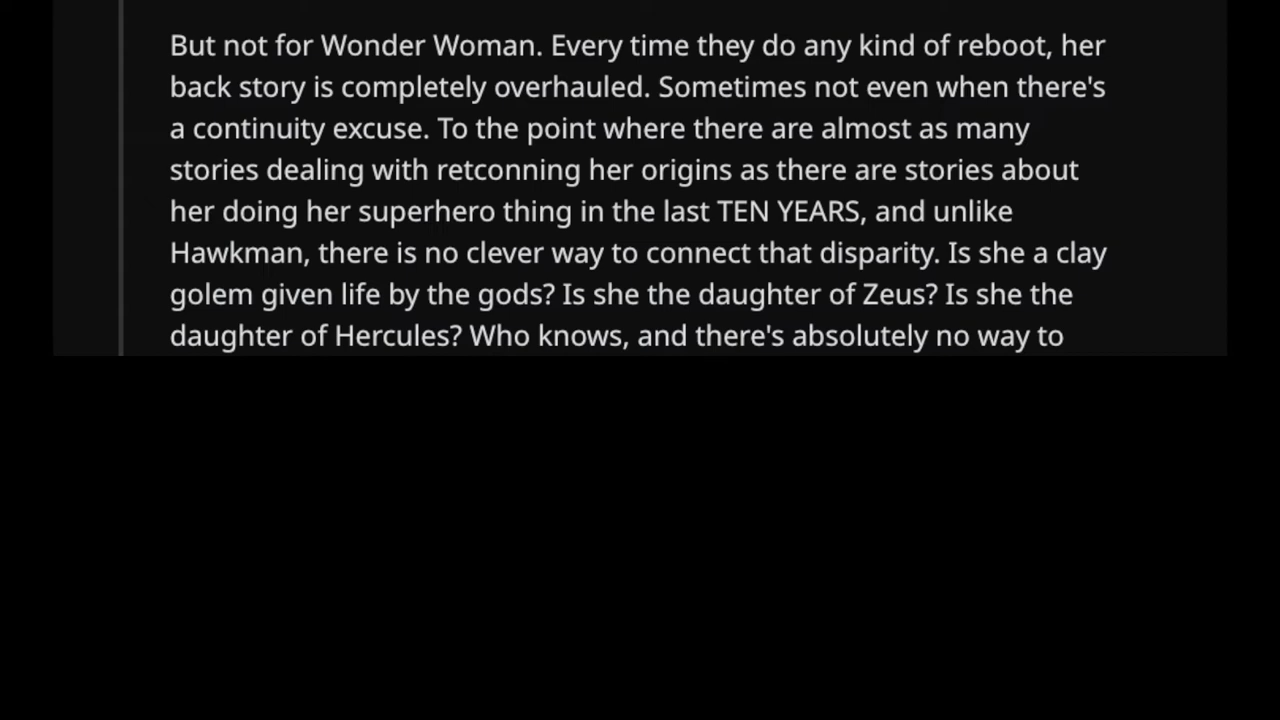 But not for Wonder Woman. Every time they do any kind of reboot, her
back story is completely overhauled. Sometimes not even when there's
a continuity excuse. To the point where there are almost as many
stories dealing with retconning her origins as there are stories about
her doing her superhero thing in the last TEN YEARS, and unlike
Hawkman, there is no clever way to connect that disparity. Is she a clay
golem given life by the gods? Is she the daughter of Zeus? Is she the
daughter of Hercules? Who knows, and there's absolutely no way to